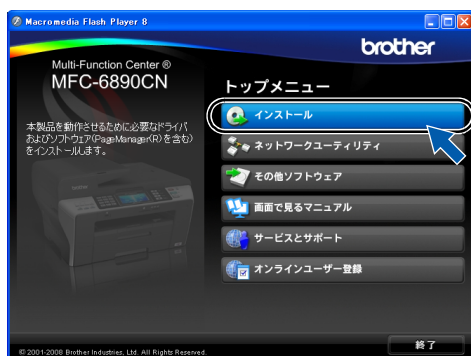 Macromedia Flash Player 8
brother
Multi-Function Center ®
MFC-6890CN
本製品を動作させるために必要なドライバ
およびソフトウェア(PageManager(R)を含む)
をインストールします。
トップメニュー
インストール
ネットワークユーティリティ
その他ソフトウェア
画面で見るマニュアル
サービスとサポート
オンラインユーザー登録
© 2001-2008 Brother Industries, Ltd. All Rights Reserved.
終了